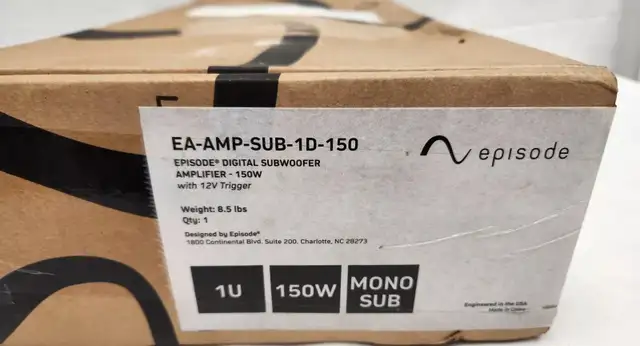 EA-AMP-SUB-1D-150
EPISODE® DIGITAL SUBWOOFER
AMPLIFIER - 150W
with 12V Trigger
Weight: 8.5 lbs
Qty: 1
Designed by Episode®
1800 Continental Blvd. Suite 200. Charlotte, NC 28273
episode
1U
150W
MONO
SUB
Engineered in the USA
Made in China